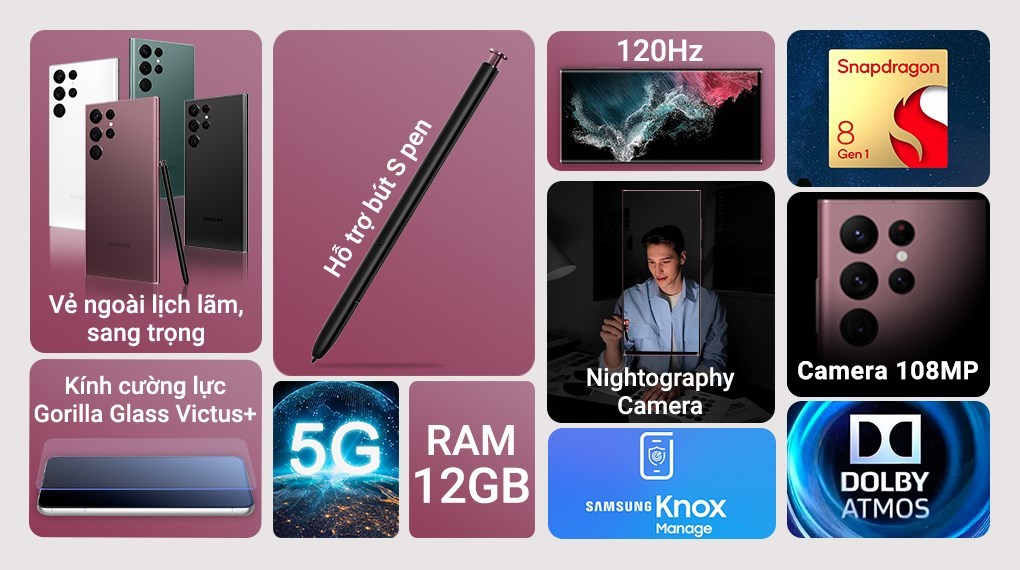 Vẻ ngoài lịch lãm,
sang trọng
Hỗ trợ bút S pen
120Hz
Snapdragon
8
Gen 1
Nightography
Camera
Camera 108MP
Kính cường lực
Gorilla Glass Victus+
5G
RAM
12GB
SAMSUNG Knox
Manage
DOLBY
ATMOS